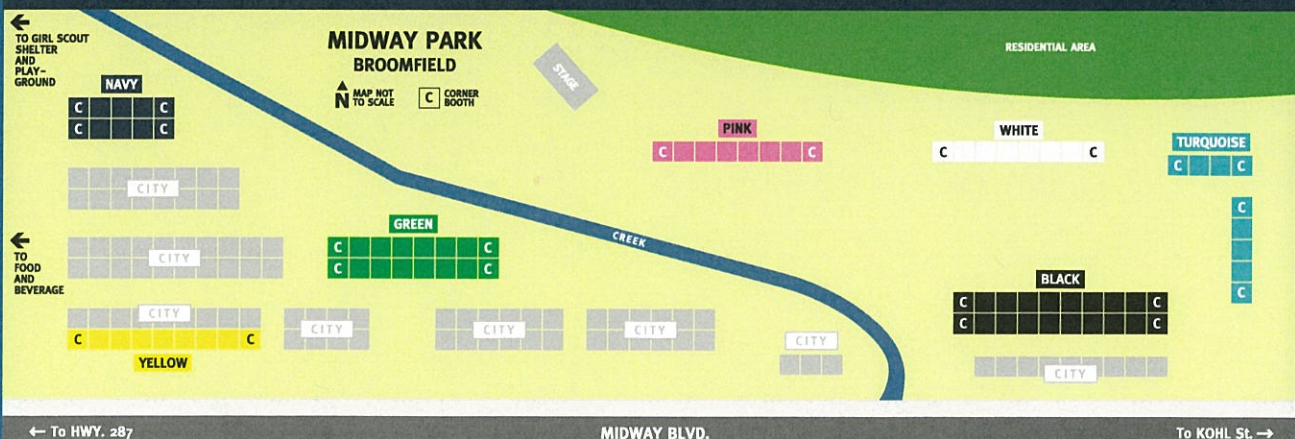 TO GIRL SCOUT
SHELTER
AND
PLAY-
GROUND
MIDWAY PARK
BROOMFIELD
N MAP NOT
TO SCALE
C CORNER
BOOTH
STAGE
RESIDENTIAL AREA
NAVY
C C
C C
PINK
C C
WHITE
C C
TURQUOISE
C C
C
C
CITY
GREEN
C C
C C
CREEK
TO
FOOD
AND
BEVERAGE
CITY
BLACK
C C
C C
CITY
C C
YELLOW
CITY
CITY
CITY
CITY
CITY
← To HWY. 287
MIDWAY BLVD.
To KOHL St. →